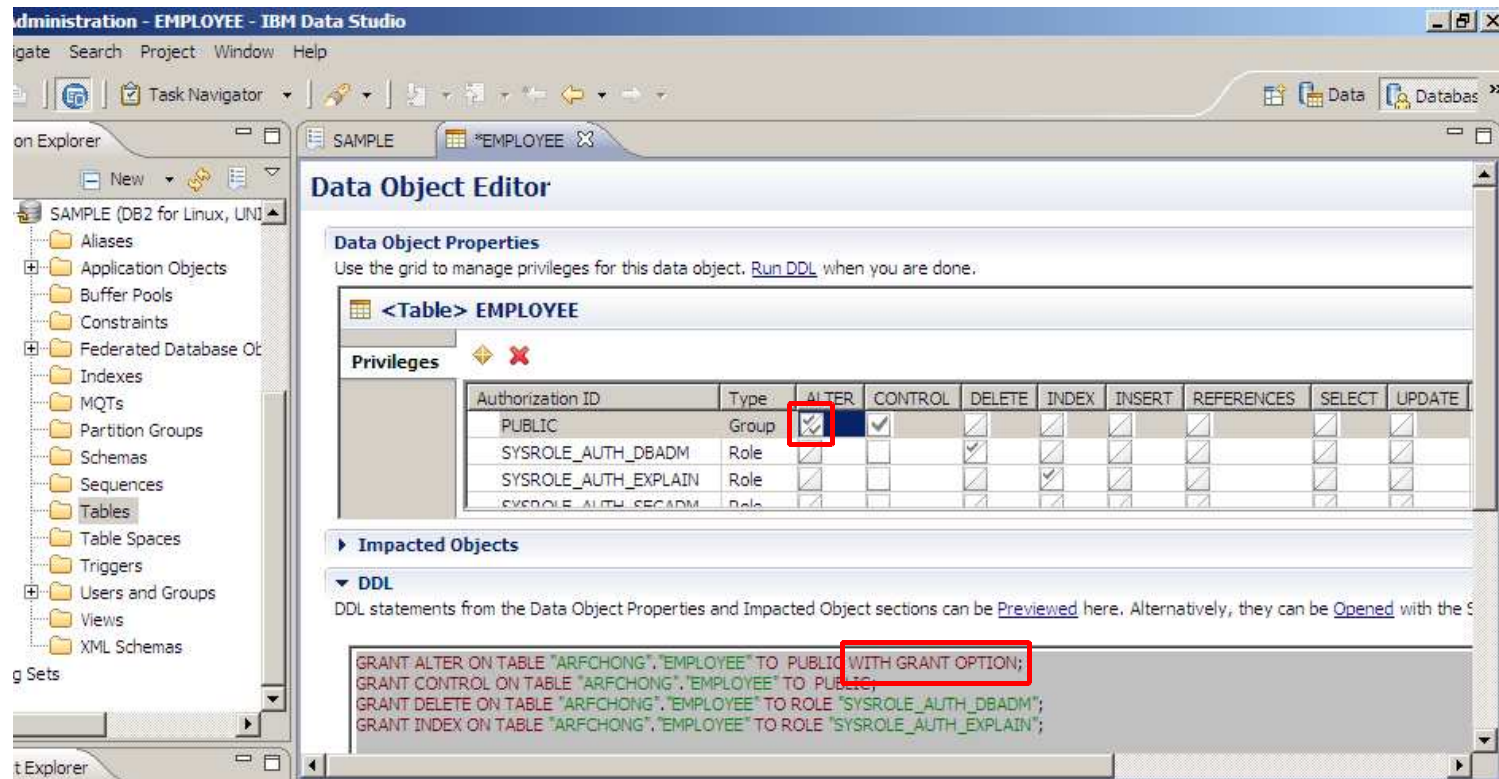 Administration - EMPLOYEE - IBM Data Studio
igate Search Project Window Help
Task Navigator
Data
Databas
on Explorer
New
SAMPLE (DB2 for Linux, UNI
Aliases
Application Objects
Buffer Pools
Constraints
Federated Database Ob
Indexes
MQTs
Partition Groups
Schemas
Sequences
Tables
Table Spaces
Triggers
Users and Groups
Views
XML Schemas
g Sets
t Explorer
SAMPLE
*EMPLOYEE
Data Object Editor
Data Object Properties
Use the grid to manage privileges for this data object. Run DDL when you are done.
<Table> EMPLOYEE
Privileges
Authorization ID Type ALTER CONTROL DELETE INDEX INSERT REFERENCES SELECT UPDATE
PUBLIC Group
SYSROLE_AUTH_DBADM Role
SYSROLE_AUTH_EXPLAIN Role
SYSROLE_AUTH_SECADM Role
Impacted Objects
DDL
DDL statements from the Data Object Properties and Impacted Object sections can be Previewed here. Alternatively, they can be Opened with the S
GRANT ALTER ON TABLE "ARFCHONG"."EMPLOYEE" TO PUBLIC WITH GRANT OPTION;
GRANT CONTROL ON TABLE "ARFCHONG"."EMPLOYEE" TO PUBLIC;
GRANT DELETE ON TABLE "ARFCHONG"."EMPLOYEE" TO ROLE "SYSROLE_AUTH_DBADM";
GRANT INDEX ON TABLE "ARFCHONG"."EMPLOYEE" TO ROLE "SYSROLE_AUTH_EXPLAIN";